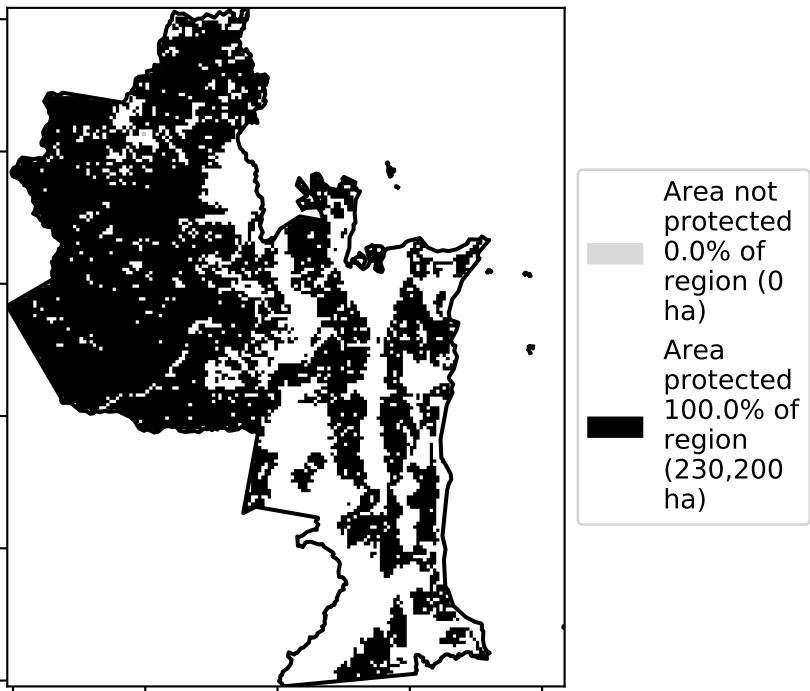 Area not
protected
0.0% of
region (0
ha)
Area
protected
100.0% of
region
(230,200
ha)